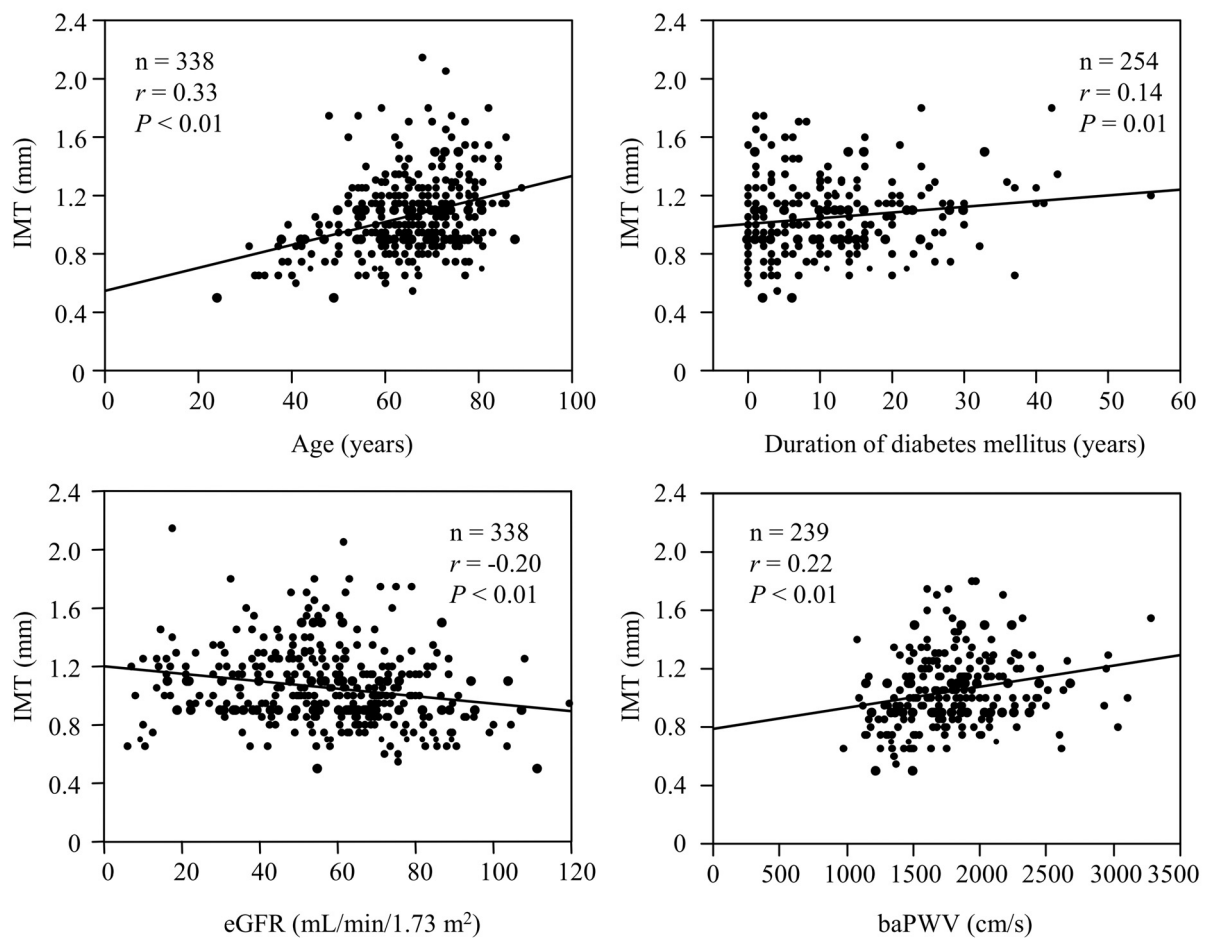 2.4
2.0
1.6
1.2
0.8
0.4
0
IMT (mm)
n = 338
r = 0.33
P < 0.01
0 20 40 60 80 100
Age (years)
2.4
2.0
1.6
1.2
0.8
0.4
0
IMT (mm)
n = 254
r = 0.14
P = 0.01
0 10 20 30 40 50 60
Duration of diabetes mellitus (years)
2.4
2.0
1.6
1.2
0.8
0.4
0
IMT (mm)
n = 338
r = -0.20
P < 0.01
0 20 40 60 80 100 120
eGFR (mL/min/1.73 m²)
2.4
2.0
1.6
1.2
0.8
0.4
0
IMT (mm)
n = 239
r = 0.22
P < 0.01
0 500 1000 1500 2000 2500 3000 3500
baPWV (cm/s)